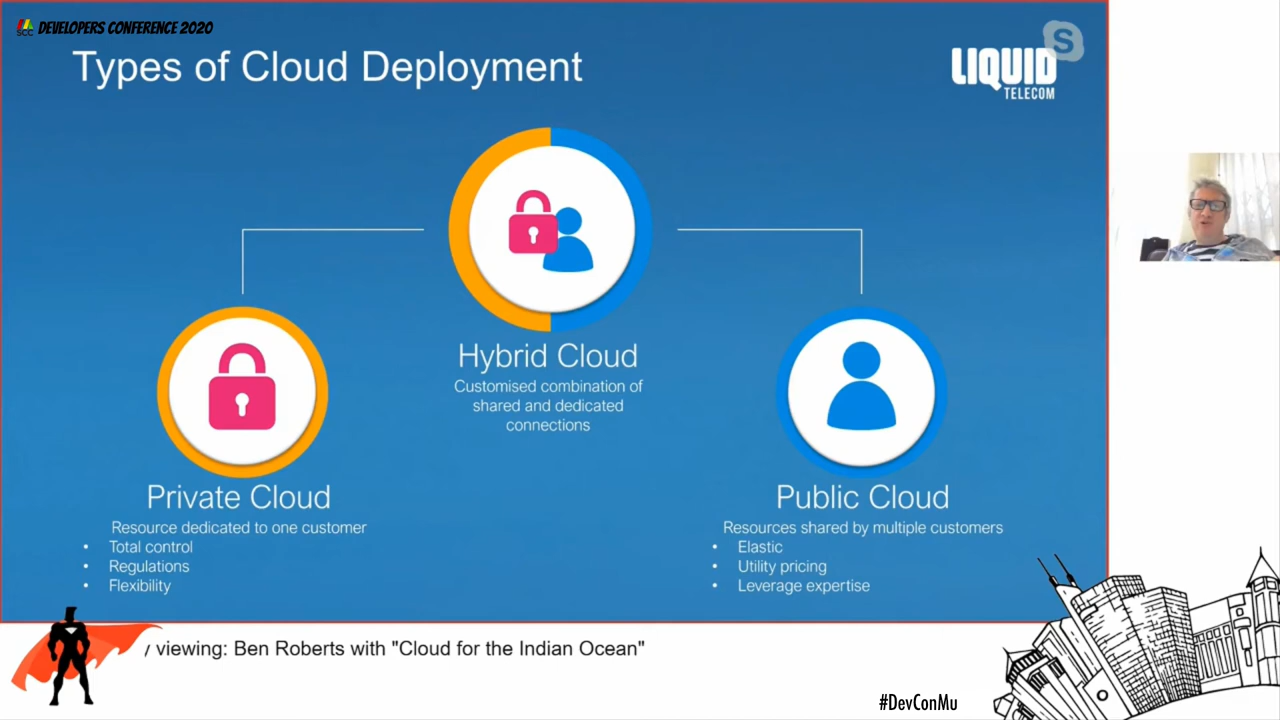 DEVELOPERS CONFERENCE 2020
SCC
Types of Cloud Deployment
S
LIQUID
TELECOM
Hybrid Cloud
Customised combination of
shared and dedicated
connections
Private Cloud
Resource dedicated to one customer
• Total control
• Regulations
• Flexibility
Public Cloud
Resources shared by multiple customers
• Elastic
• Utility pricing
• Leverage expertise
viewing: Ben Roberts with "Cloud for the Indian Ocean"
#DevConMu